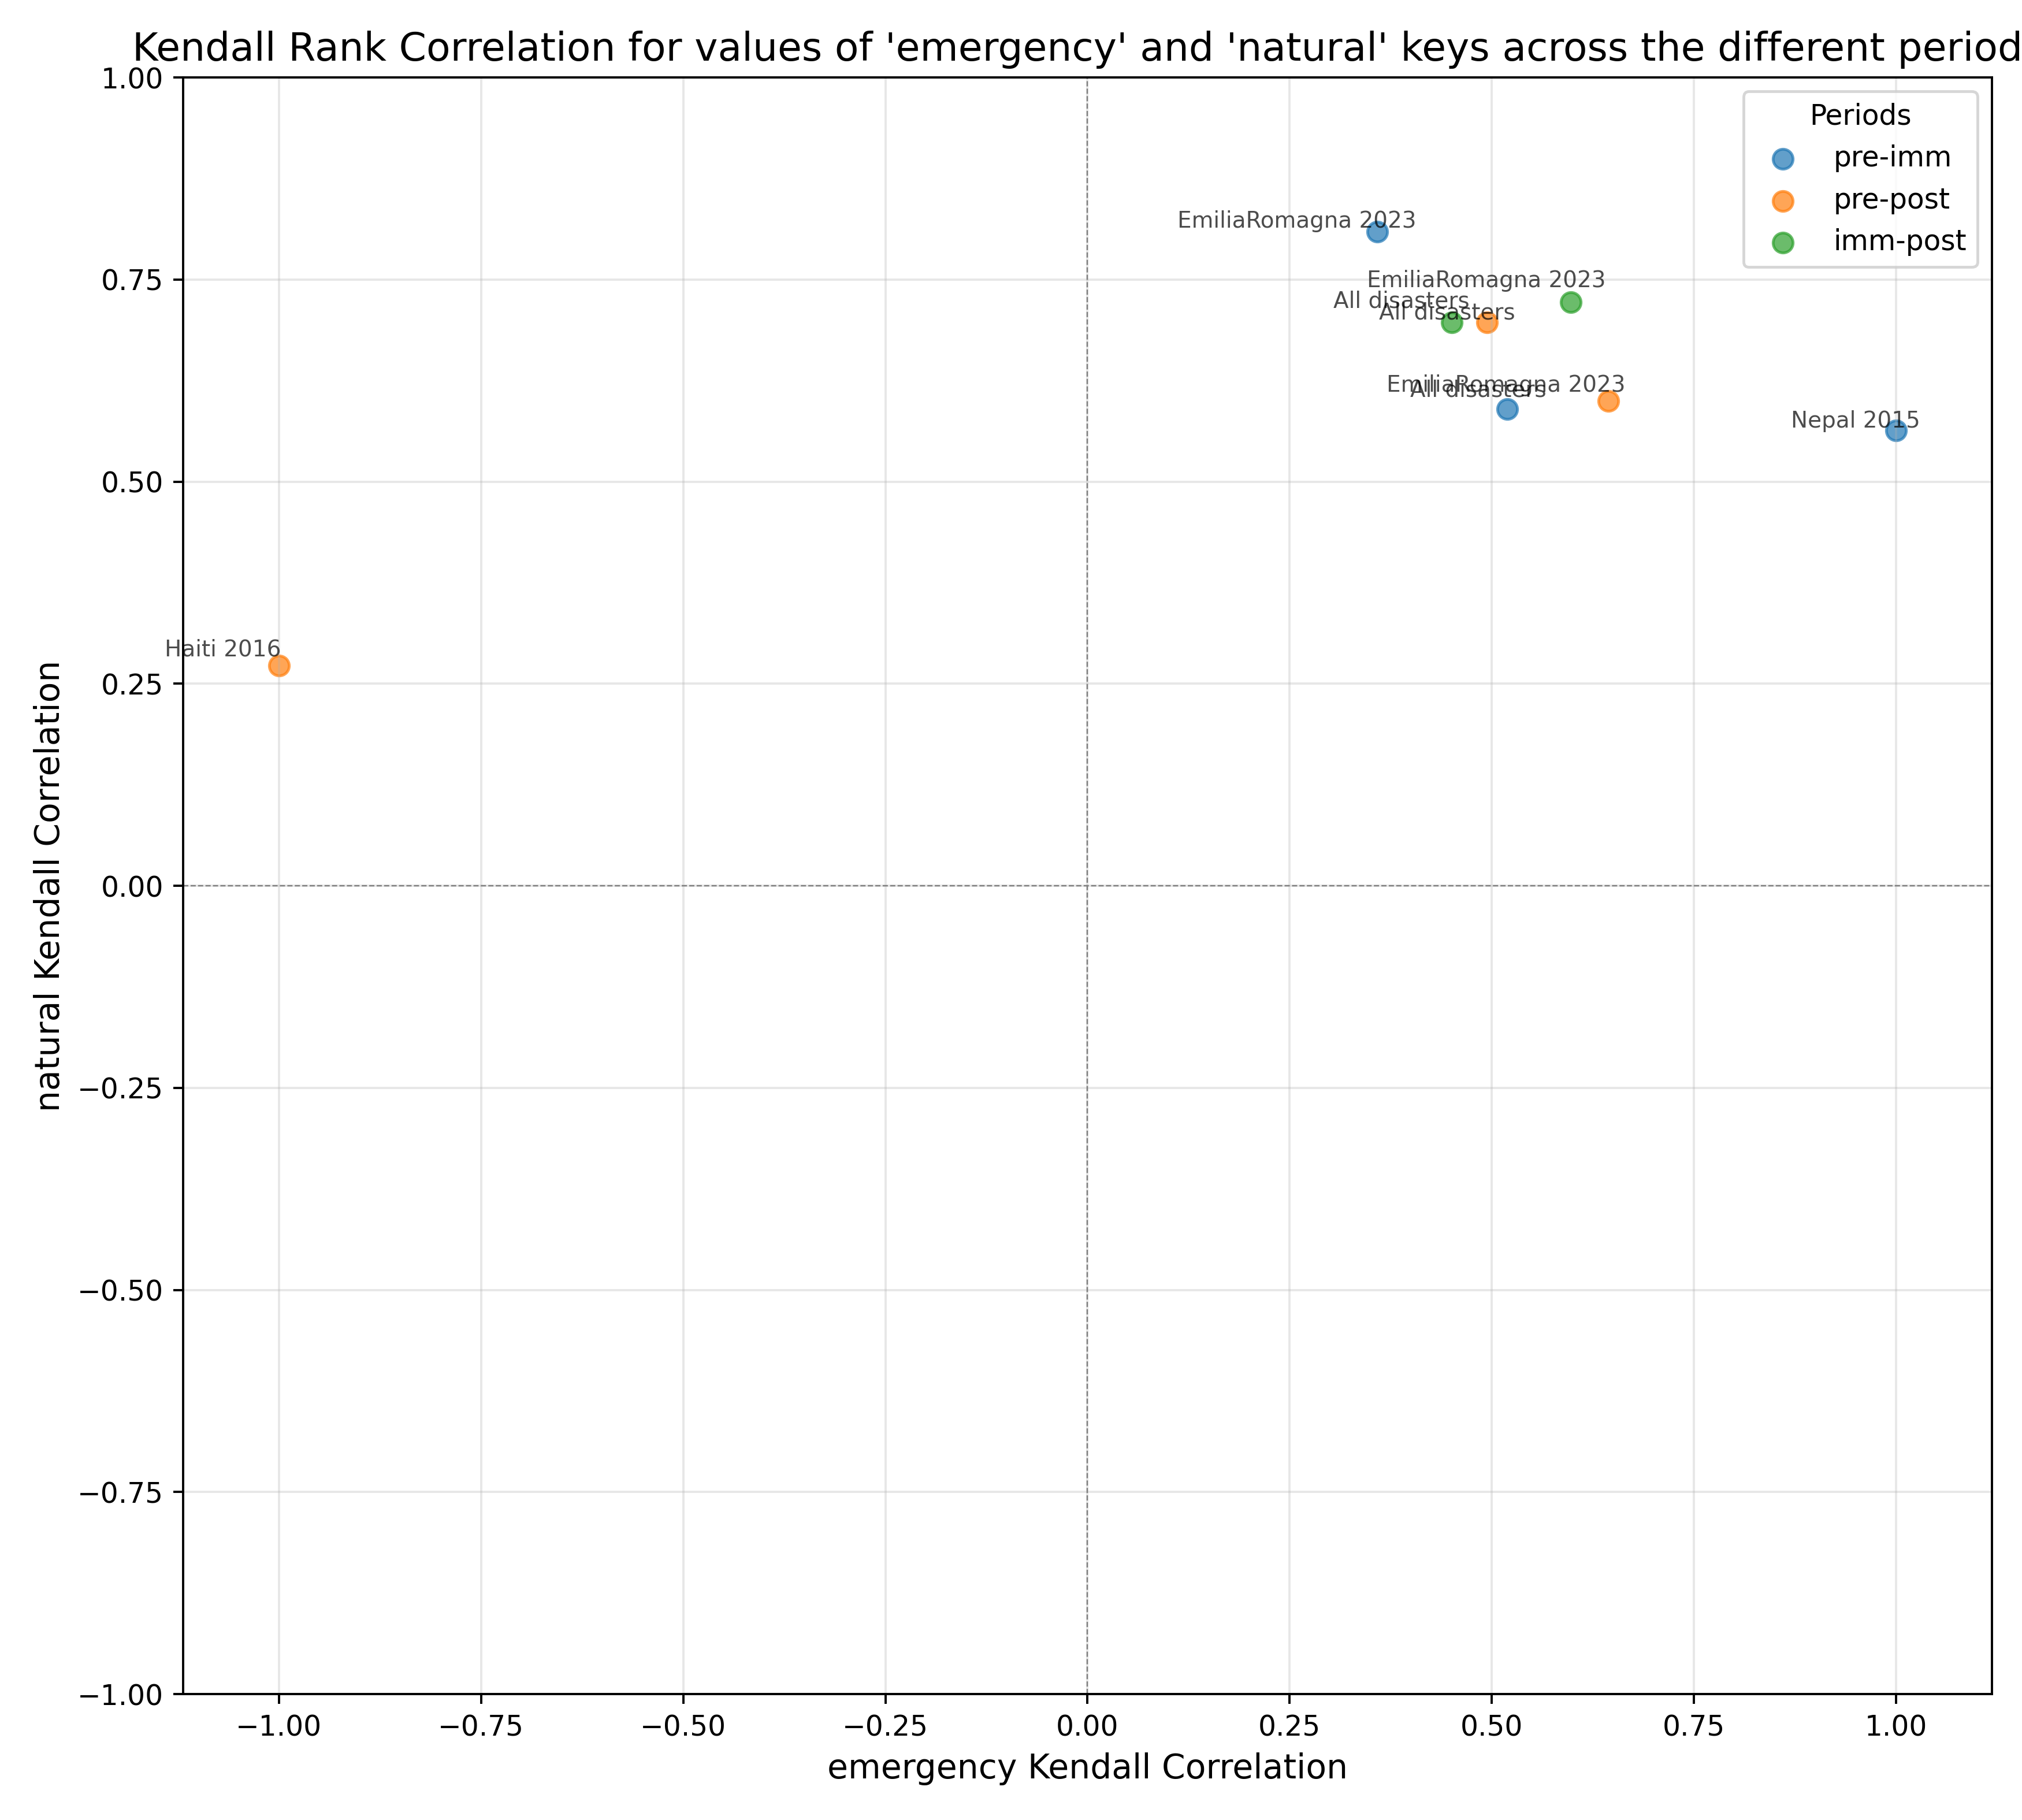 Kendall Rank Correlation for values of 'emergency' and 'natural' keys across the different period
1.00
Periods
pre-imm
pre-post
imm-post
EmiliaRomagna 2023
0.75
EmiliaRomagna 2023
All disasters
All disasters
EmiliaRomagna 2023
All disasters
Nepal 2015
0.50
Haiti 2016
0.25
natural Kendall Correlation
0.00
−0.25
−0.50
−0.75
−1.00
−1.00 −0.75 −0.50 −0.25 0.00 0.25 0.50 0.75 1.00
emergency Kendall Correlation